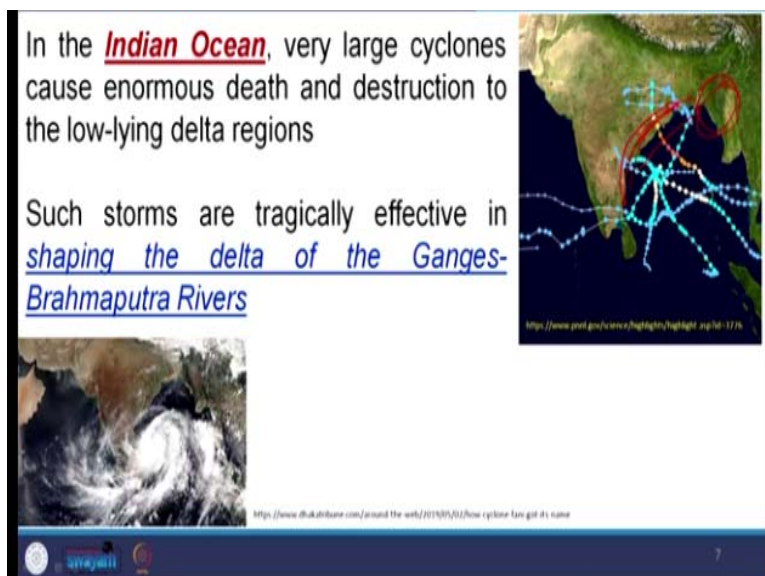 In the Indian Ocean, very large cyclones
cause enormous death and destruction to
the low-lying delta regions
Such storms are tragically effective in
shaping the delta of the Ganges-
Brahmaputra Rivers
https://www.pnnl.gov/science/highlights/highlight.asp?id=1776
https://www.dhakatribune.com/around-the-web/2019/05/02/how-cyclone-fani-got-its-name
swayam
7